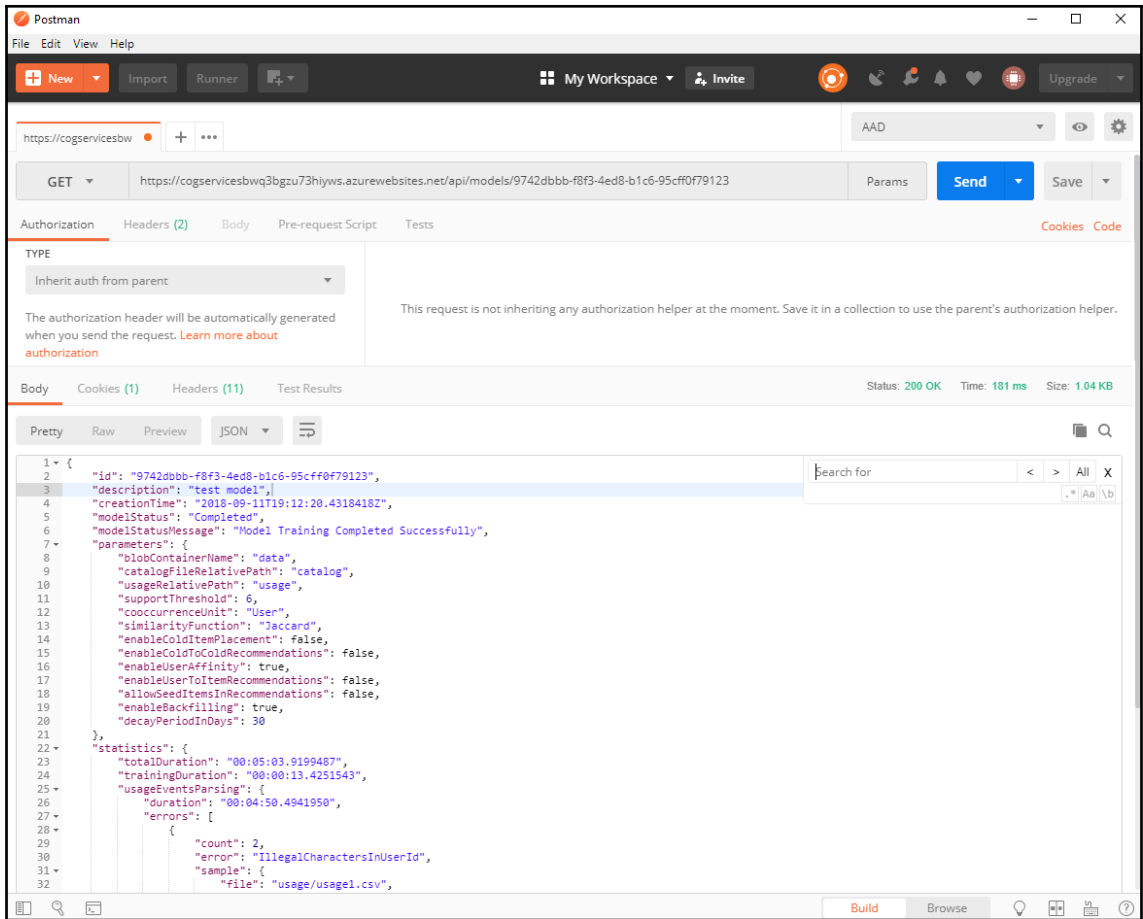 Postman
File Edit View Help
New Import Runner My Workspace Invite Upgrade
https://cogservicesbw + ••• AAD
GET https://cogservicesbwq3bgzu73hiyws.azurewebsites.net/api/models/9742dbbb-f8f3-4ed8-b1c6-95cff0f79123 Params Send Save
Authorization Headers (2) Body Pre-request Script Tests Cookies Code
TYPE
Inherit auth from parent
The authorization header will be automatically generated
when you send the request. Learn more about
authorization
This request is not inheriting any authorization helper at the moment. Save it in a collection to use the parent's authorization helper.
Body Cookies (1) Headers (11) Test Results Status: 200 OK Time: 181 ms Size: 1.04 KB
Pretty Raw Preview JSON
Search for < > All X
.* Aa \b
1 {
2 "id": "9742dbbb-f8f3-4ed8-b1c6-95cff0f79123",
3 "description": "test model",
4 "creationTime": "2018-09-11T19:12:20.4318418Z",
5 "modelStatus": "Completed",
6 "modelStatusMessage": "Model Training Completed Successfully",
7 "parameters": {
8 "blobContainerName": "data",
9 "catalogFileRelativePath": "catalog",
10 "usageRelativePath": "usage",
11 "supportThreshold": 6,
12 "cooccurrenceUnit": "User",
13 "similarityFunction": "Jaccard",
14 "enableColdItemPlacement": false,
15 "enableColdToColdRecommendations": false,
16 "enableUserAffinity": true,
17 "enableUserToItemRecommendations": false,
18 "allowSeedItemsInRecommendations": false,
19 "enableBackfilling": true,
20 "decayPeriodInDays": 30
21 },
22 "statistics": {
23 "totalDuration": "00:05:03.9199487",
24 "trainingDuration": "00:00:13.4251543",
25 "usageEventsParsing": {
26 "duration": "00:04:50.4941950",
27 "errors": [
28 {
29 "count": 2,
30 "error": "IllegalCharactersInUserId",
31 "sample": {
32 "file": "usage/usage1.csv",
Build Browse